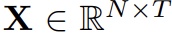 𝐗 ∈ ℝ^{N×T}